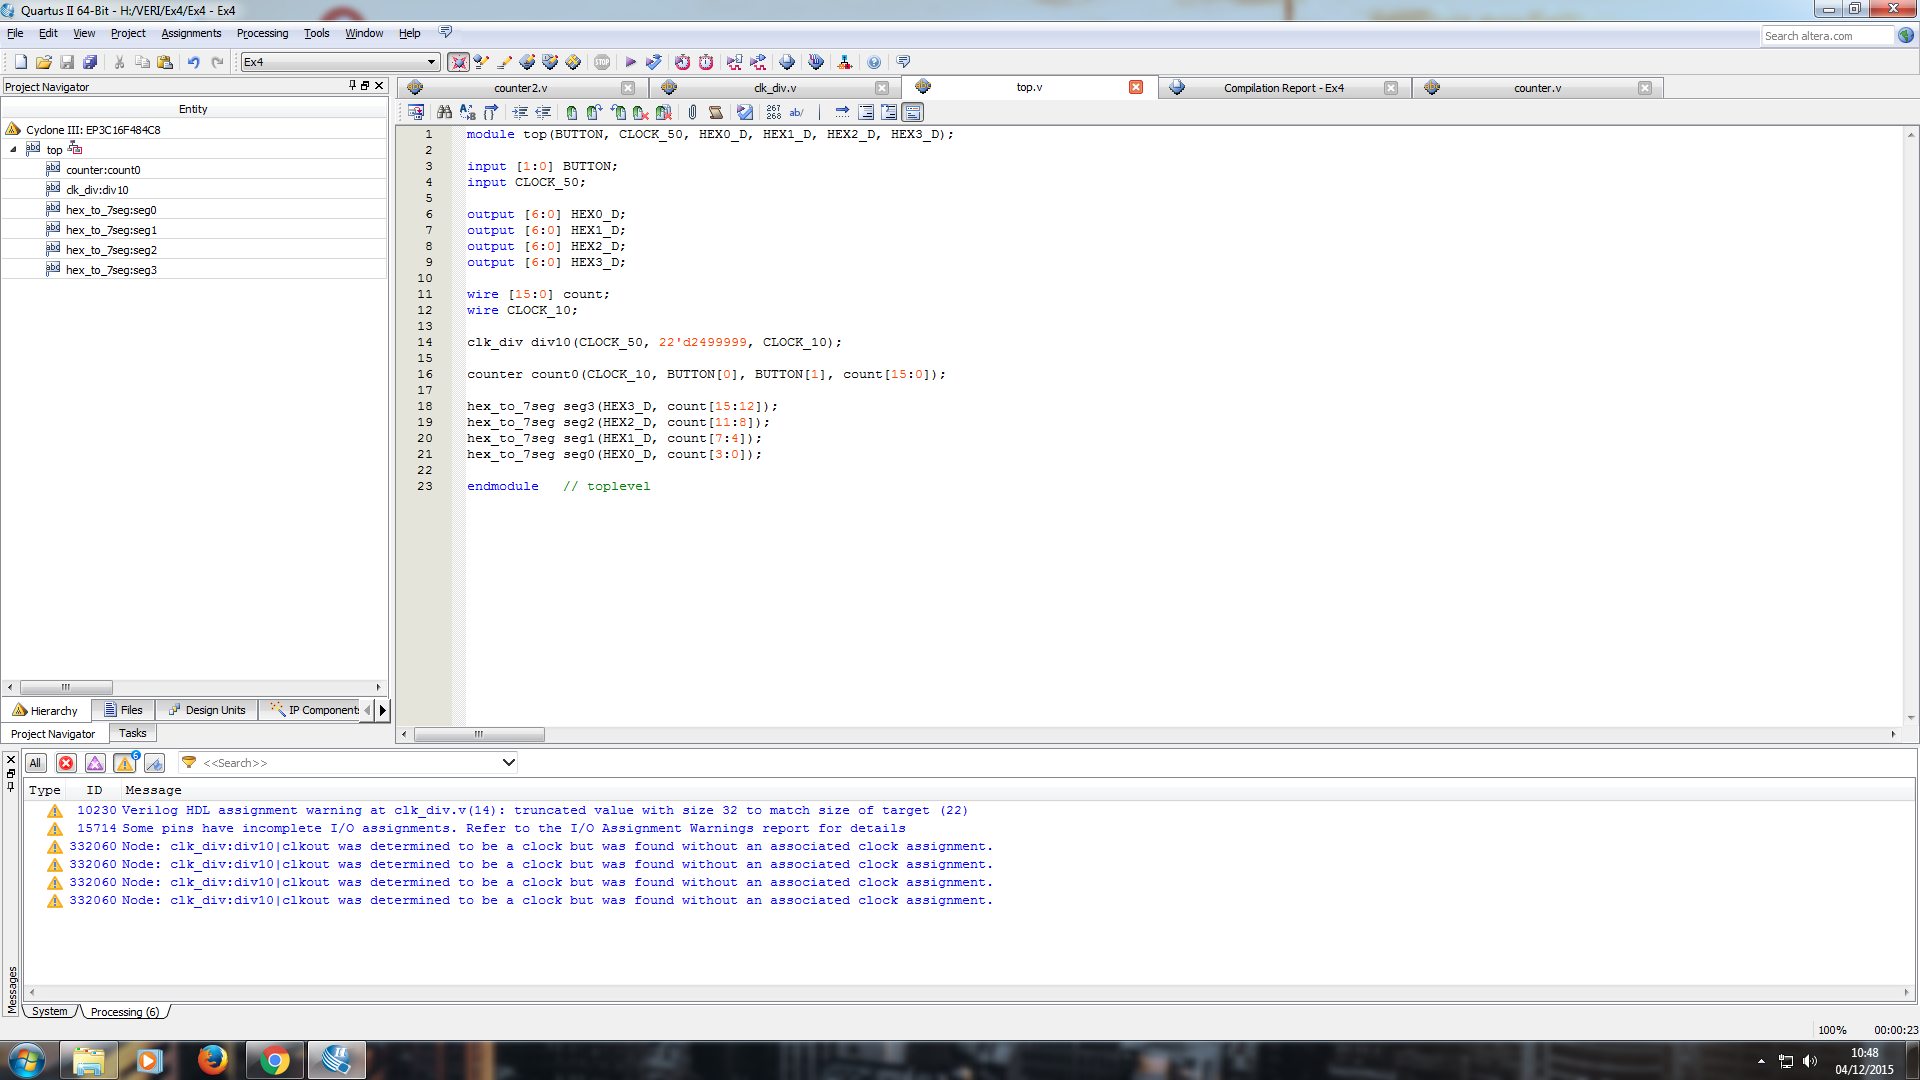 Quartus II 64-Bit - H:/VERI/Ex4/Ex4 - Ex4
File Edit View Project Assignments Processing Tools Window Help
Search altera.com
Ex4
Project Navigator
Entity
Cyclone III: EP3C16F484C8
top
counter:count0
clk_div:div10
hex_to_7seg:seg0
hex_to_7seg:seg1
hex_to_7seg:seg2
hex_to_7seg:seg3
Hierarchy Files Design Units IP Components
Project Navigator Tasks
counter2.v clk_div.v top.v Compilation Report - Ex4 counter.v
267
268 ab/
1 module top(BUTTON, CLOCK_50, HEX0_D, HEX1_D, HEX2_D, HEX3_D);
2
3 input [1:0] BUTTON;
4 input CLOCK_50;
5
6 output [6:0] HEX0_D;
7 output [6:0] HEX1_D;
8 output [6:0] HEX2_D;
9 output [6:0] HEX3_D;
10
11 wire [15:0] count;
12 wire CLOCK_10;
13
14 clk_div div10(CLOCK_50, 22'd2499999, CLOCK_10);
15
16 counter count0(CLOCK_10, BUTTON[0], BUTTON[1], count[15:0]);
17
18 hex_to_7seg seg3(HEX3_D, count[15:12]);
19 hex_to_7seg seg2(HEX2_D, count[11:8]);
20 hex_to_7seg seg1(HEX1_D, count[7:4]);
21 hex_to_7seg seg0(HEX0_D, count[3:0]);
22
23 endmodule // toplevel
All 6 <<Search>>
Type ID Message
10230 Verilog HDL assignment warning at clk_div.v(14): truncated value with size 32 to match size of target (22)
15714 Some pins have incomplete I/O assignments. Refer to the I/O Assignment Warnings report for details
332060 Node: clk_div:div10|clkout was determined to be a clock but was found without an associated clock assignment.
332060 Node: clk_div:div10|clkout was determined to be a clock but was found without an associated clock assignment.
332060 Node: clk_div:div10|clkout was determined to be a clock but was found without an associated clock assignment.
332060 Node: clk_div:div10|clkout was determined to be a clock but was found without an associated clock assignment.
Messages
System Processing (6)
100% 00:00:23
10:48
04/12/2015